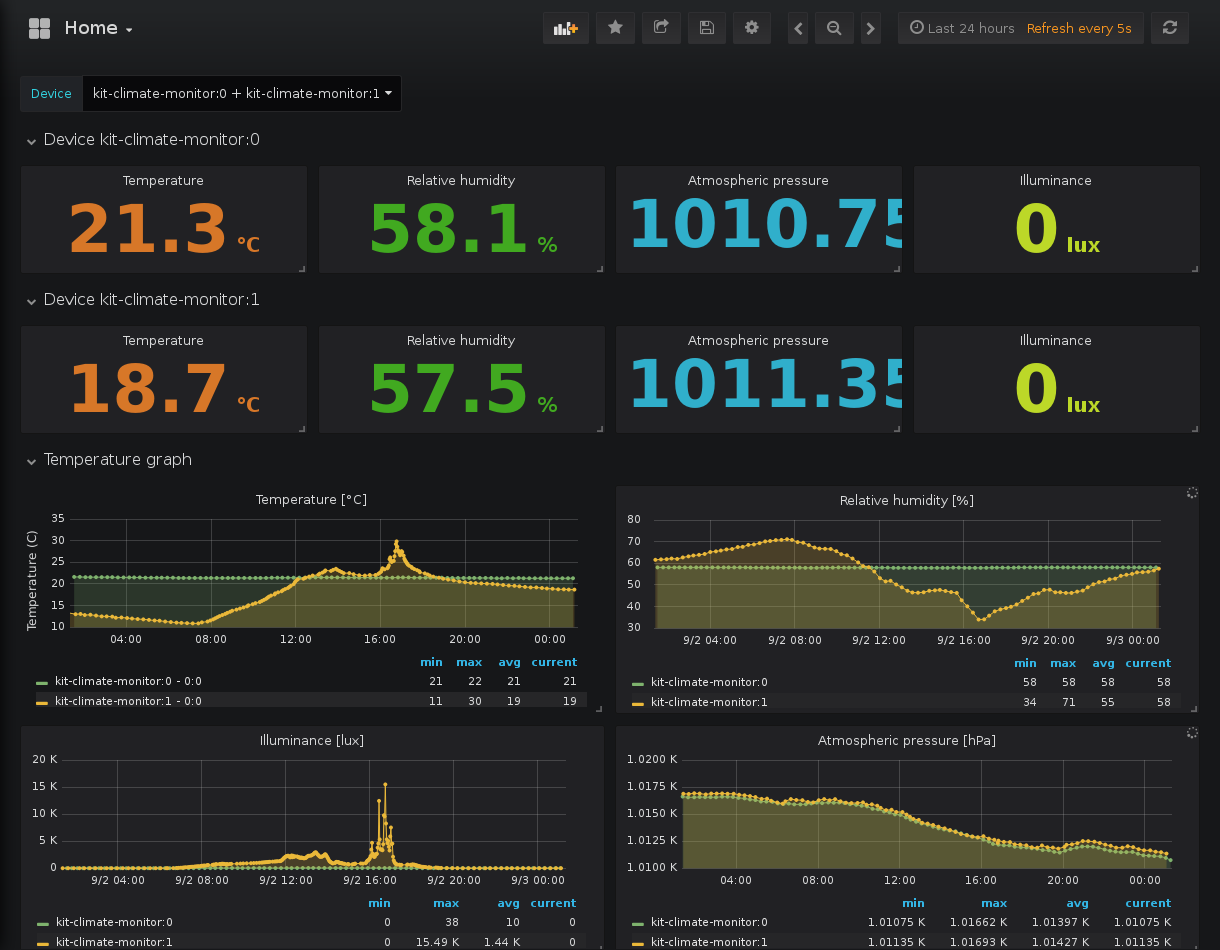 Home
Last 24 hours Refresh every 5s
Device kit-climate-monitor:0 + kit-climate-monitor:1
Device kit-climate-monitor:0
Temperature Relative humidity Atmospheric pressure Illuminance
21.3 °C 58.1 % 1010.75 0 lux
Device kit-climate-monitor:1
Temperature Relative humidity Atmospheric pressure Illuminance
18.7 °C 57.5 % 1011.35 0 lux
Temperature graph
Temperature [°C]
Temperature (C)
35
30
25
20
15
10
04:00 08:00 12:00 16:00 20:00 00:00
min max avg current
kit-climate-monitor:0 - 0:0 21 22 21 21
kit-climate-monitor:1 - 0:0 11 30 19 19
Relative humidity [%]
80
70
60
50
40
30
9/2 04:00 9/2 08:00 9/2 12:00 9/2 16:00 9/2 20:00 9/3 00:00
min max avg current
kit-climate-monitor:0 58 58 58 58
kit-climate-monitor:1 34 71 55 58
Illuminance [lux]
20 K
15 K
10 K
5 K
0
9/2 04:00 9/2 08:00 9/2 12:00 9/2 16:00 9/2 20:00 9/3 00:00
min max avg current
kit-climate-monitor:0 0 38 10 0
kit-climate-monitor:1 0 15.49 K 1.44 K 0
Atmospheric pressure [hPa]
1.0200 K
1.0175 K
1.0150 K
1.0125 K
1.0100 K
04:00 08:00 12:00 16:00 20:00 00:00
min max avg current
kit-climate-monitor:0 1.01075 K 1.01662 K 1.01397 K 1.01075 K
kit-climate-monitor:1 1.01135 K 1.01693 K 1.01427 K 1.01135 K